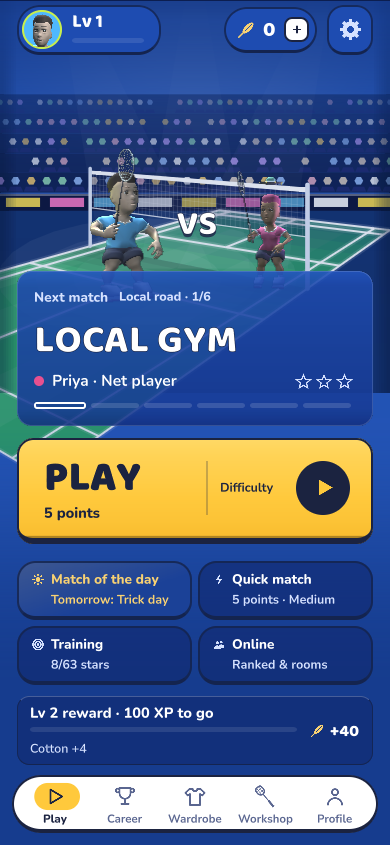 Lv 1
0
+
VS
Next match Local road · 1/6
LOCAL GYM
Priya · Net player
PLAY
5 points
Difficulty
Match of the day
Tomorrow: Trick day
Quick match
5 points · Medium
Training
8/63 stars
Online
Ranked & rooms
Lv 2 reward · 100 XP to go
+40
Cotton +4
Play
Career
Wardrobe
Workshop
Profile